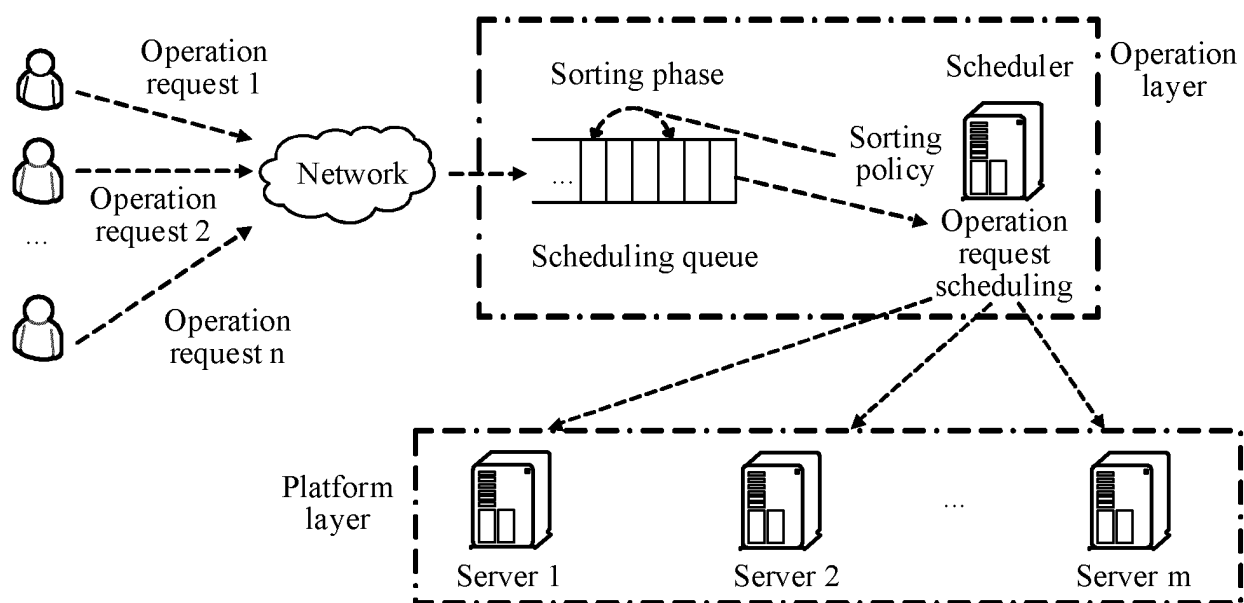 Operation
request 1
Operation
request 2
...
Operation
request n
Network
Sorting phase
...
Scheduling queue
Sorting
policy
Scheduler
Operation
request
scheduling
Operation
layer
Platform
layer
Server 1
Server 2
...
Server m